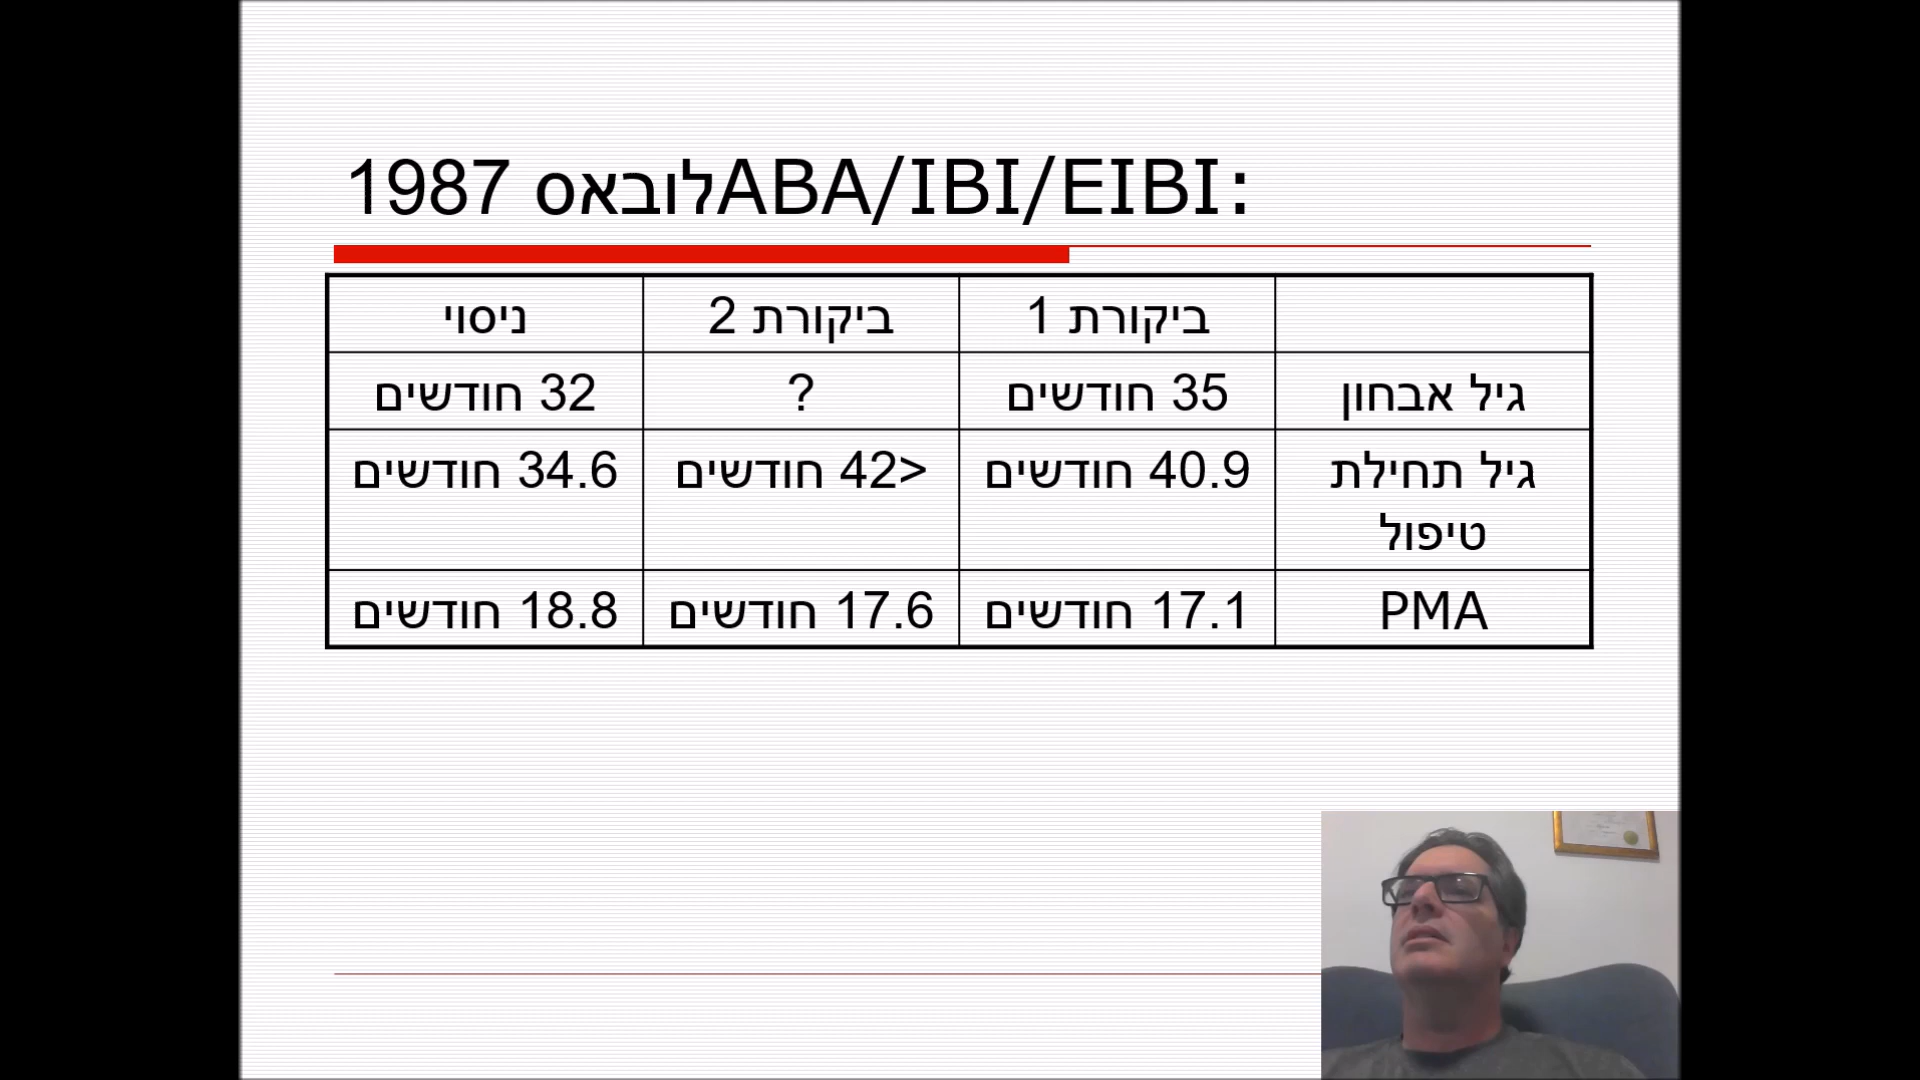 ABA/IBI/EIBI: לובאס 1987
ביקורת 1 ביקורת 2 ניסוי
גיל אבחון 35 חודשים ? 32 חודשים
גיל תחילת 40.9 חודשים <42 חודשים 34.6 חודשים
טיפול
PMA 17.1 חודשים 17.6 חודשים 18.8 חודשים